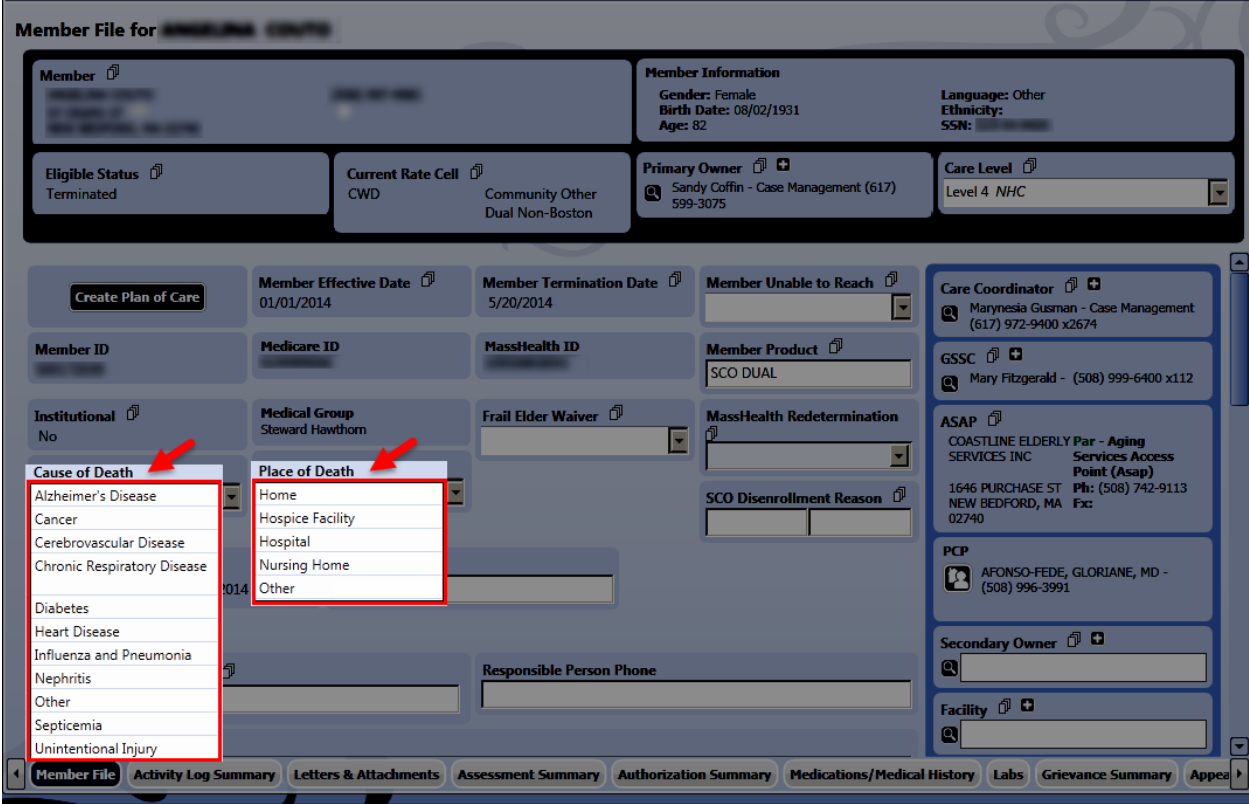 Member File for
Member
Member Information
Gender: Female
Language: Other
Birth Date: 08/02/1931
Ethnicity:
Age: 82
SSN:
Eligible Status
Terminated
Current Rate Cell
CWD
Community Other
Dual Non-Boston
Primary Owner
Sandy Coffin - Case Management (617)
599-3075
Care Level
Level 4 NHC
Create Plan of Care
Member Effective Date
01/01/2014
Member Termination Date
5/20/2014
Member Unable to Reach
Care Coordinator
Marynesia Gusman - Case Management
(617) 972-9400 x2674
Member ID
Medicare ID
MassHealth ID
Member Product
SCO DUAL
GSSC
Mary Fitzgerald - (508) 999-6400 x112
Institutional
No
Medical Group
Steward Hawthorn
Frail Elder Waiver
MassHealth Redetermination
ASAP
COASTLINE ELDERLY
SERVICES INC
Par - Aging
Services Access
Point (Asap)
1646 PURCHASE ST
NEW BEDFORD, MA
02740
Ph: (508) 742-9113
Fx:
Cause of Death
Alzheimer's Disease
Cancer
Cerebrovascular Disease
Chronic Respiratory Disease
Diabetes
Heart Disease
Influenza and Pneumonia
Nephritis
Other
Septicemia
Unintentional Injury
Place of Death
Home
Hospice Facility
Hospital
Nursing Home
Other
SCO Disenrollment Reason
2014
PCP
AFONSO-FEDE, GLORIANE, MD -
(508) 996-3991
Responsible Person Phone
Secondary Owner
Facility
Member File
Activity Log Summary
Letters & Attachments
Assessment Summary
Authorization Summary
Medications/Medical History
Labs
Grievance Summary
Appea